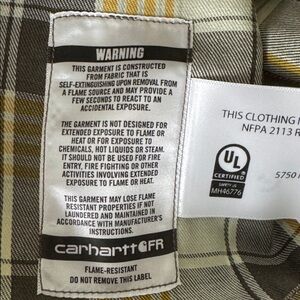 WARNING
THIS GARMENT IS CONSTRUCTED
FROM FABRIC THAT IS
SELF-EXTINGUISHING UPON REMOVAL FROM
A FLAME SOURCE AND MAY PROVIDE A
FEW SECONDS TO REACT TO AN
ACCIDENTAL EXPOSURE.
THE GARMENT IS NOT DESIGNED FOR
EXTENDED EXPOSURE TO FLAME OR
HEAT OR FOR EXPOSURE TO
CHEMICALS, HOT LIQUIDS OR STEAM.
IT SHOULD NOT BE USED FOR FIRE
ENTRY, FIRE FIGHTING OR OTHER
ACTIVITIES INVOLVING EXTENDED
EXPOSURE TO FLAME OR HEAT.
THIS GARMENT MAY LOSE FLAME
RESISTANT PROPERTIES IF NOT
LAUNDERED AND MAINTAINED IN
ACCORDANCE WITH MANUFACTURER'S
INSTRUCTIONS.
carhartt FR
FLAME-RESISTANT
DO NOT REMOVE THIS LABEL
THIS CLOTHING
NFPA 2113
UL
CERTIFIED
SAFETY
MH46776
5750